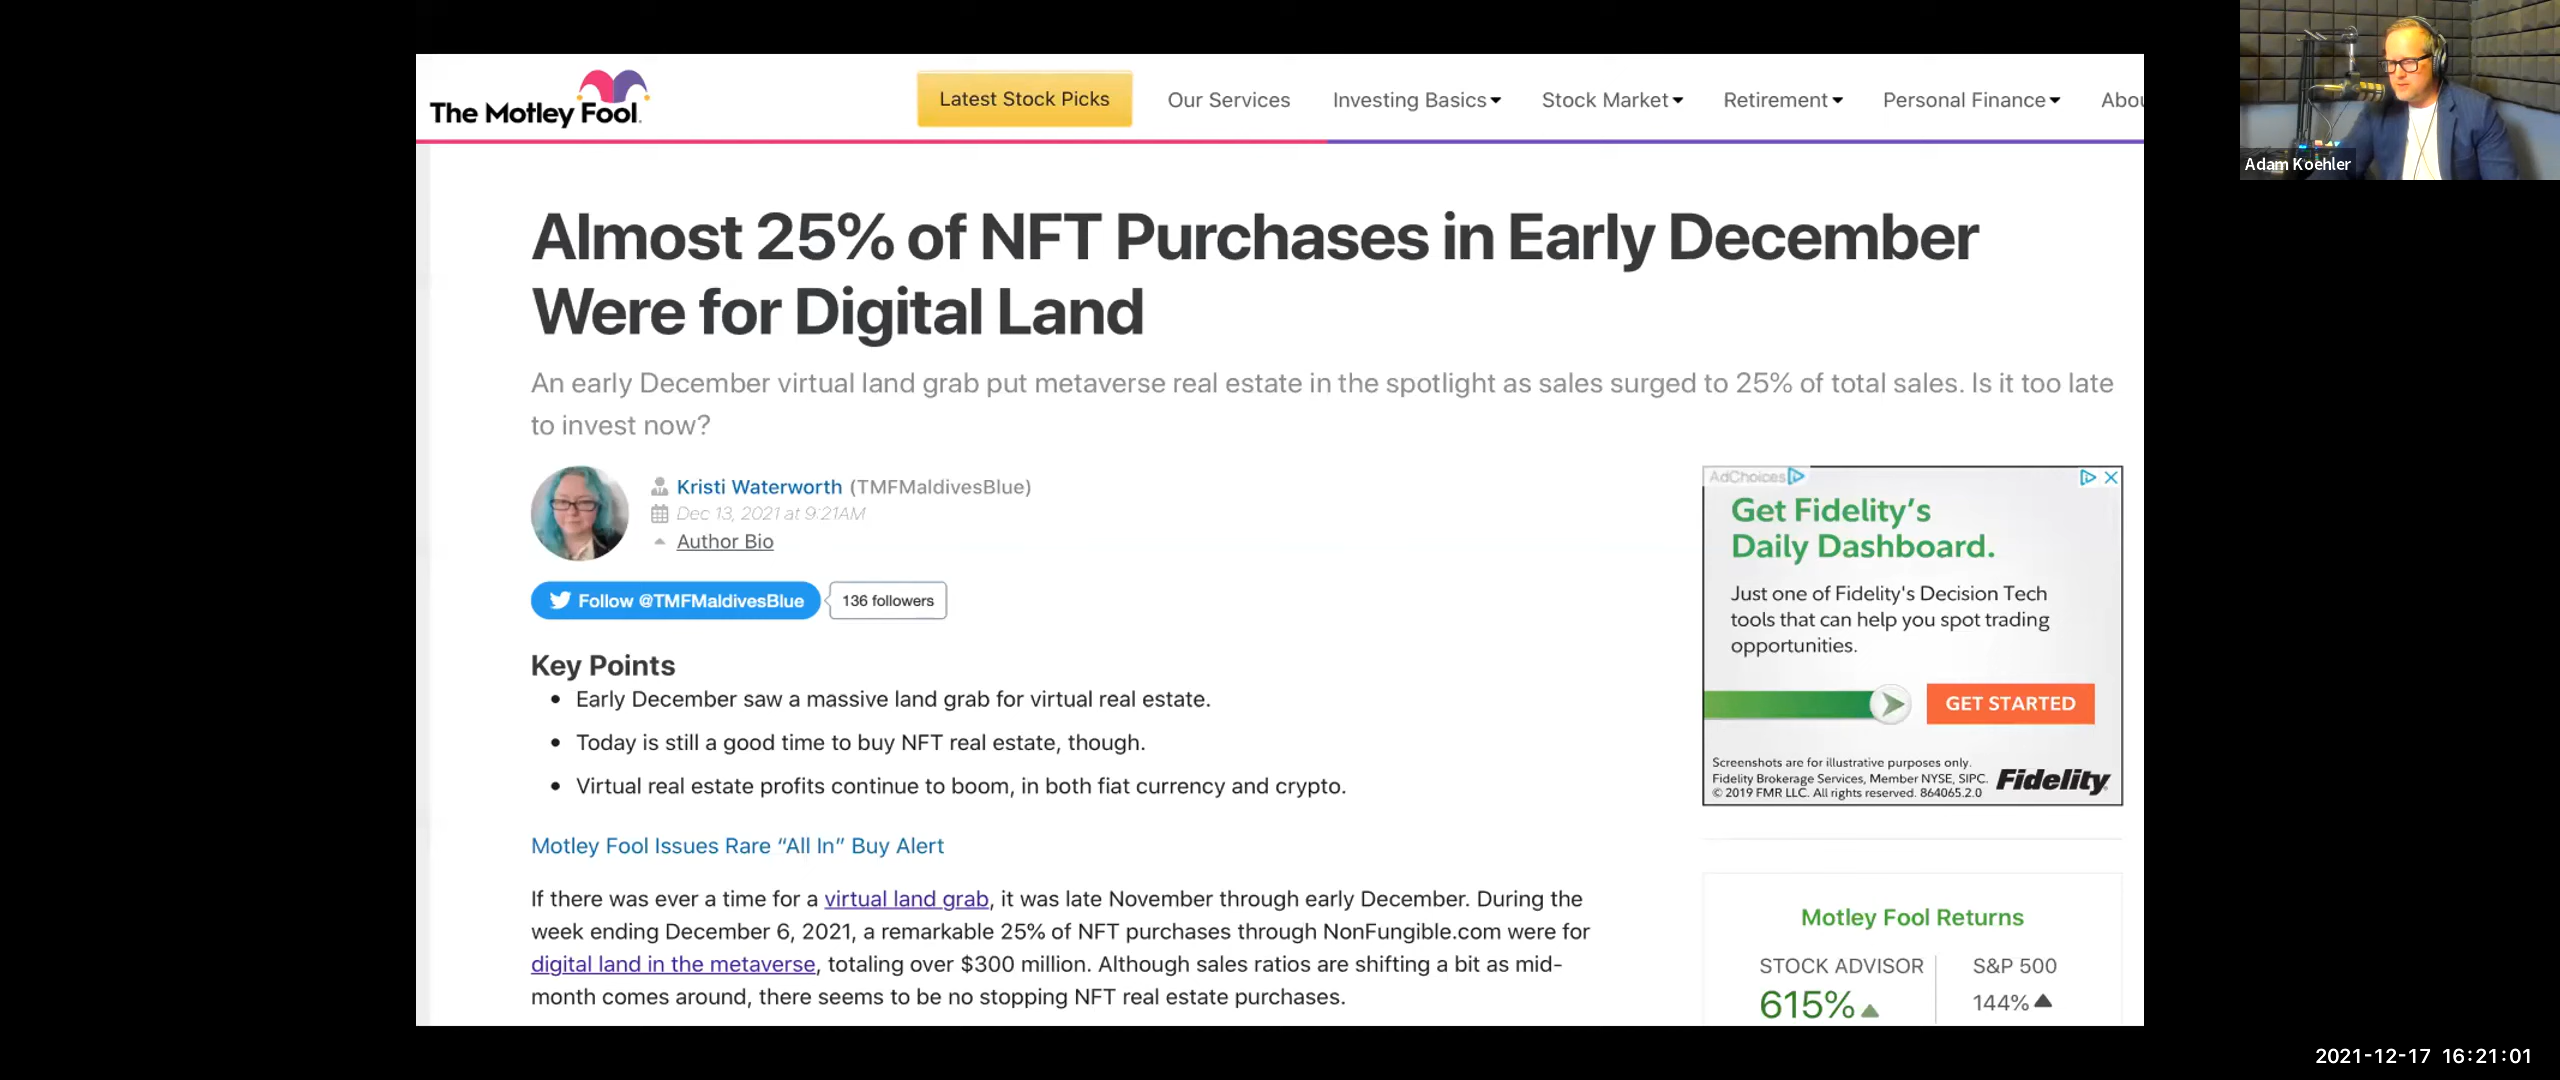 The Motley Fool.
Latest Stock Picks
Our Services
Investing Basics
Stock Market
Retirement
Personal Finance
Abou
Adam Koehler
Almost 25% of NFT Purchases in Early December
Were for Digital Land
An early December virtual land grab put metaverse real estate in the spotlight as sales surged to 25% of total sales. Is it too late
to invest now?
Kristi Waterworth (TMFMaldivesBlue)
Dec 13, 2021 at 9:21AM
Author Bio
Follow @TMFMaldivesBlue
136 followers
Key Points
• Early December saw a massive land grab for virtual real estate.
• Today is still a good time to buy NFT real estate, though.
• Virtual real estate profits continue to boom, in both fiat currency and crypto.
Motley Fool Issues Rare “All In” Buy Alert
If there was ever a time for a virtual land grab, it was late November through early December. During the
week ending December 6, 2021, a remarkable 25% of NFT purchases through NonFungible.com were for
digital land in the metaverse, totaling over $300 million. Although sales ratios are shifting a bit as mid-
month comes around, there seems to be no stopping NFT real estate purchases.
AdChoices
Get Fidelity's
Daily Dashboard.
Just one of Fidelity's Decision Tech
tools that can help you spot trading
opportunities.
GET STARTED
Screenshots are for illustrative purposes only.
Fidelity Brokerage Services, Member NYSE, SIPC.
© 2019 FMR LLC. All rights reserved. 864065.2.0
Fidelity
Motley Fool Returns
STOCK ADVISOR
S&P 500
615%
144%
2021-12-17 16:21:01